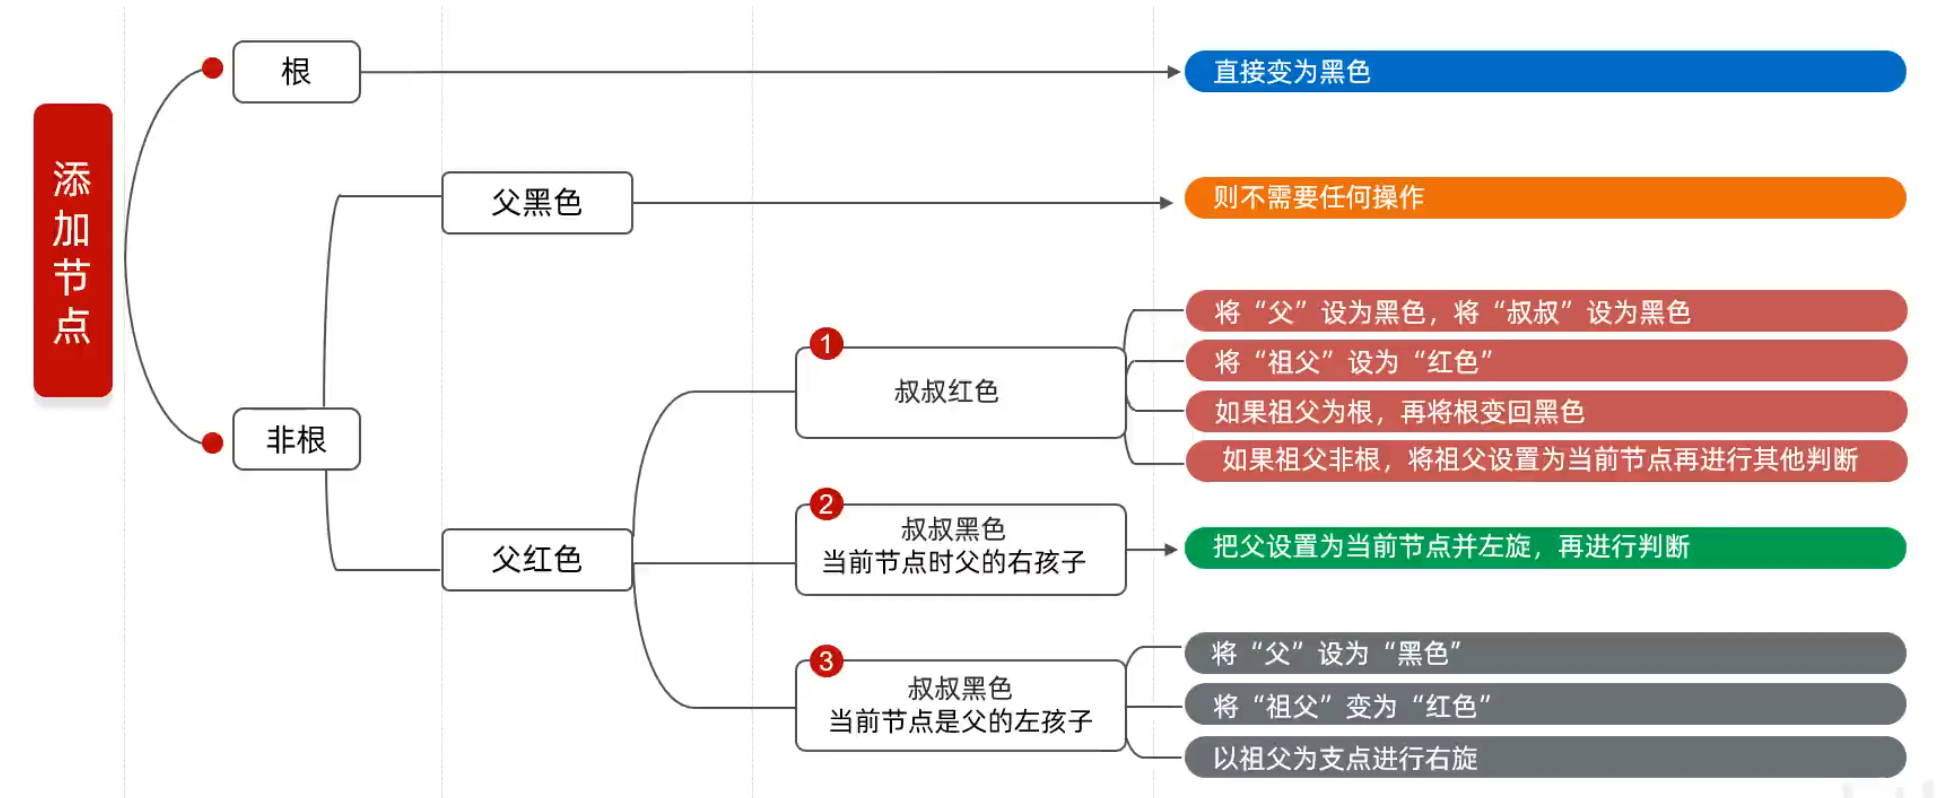 添加节点
根
直接变为黑色
父黑色
则不需要任何操作
非根
父红色
1
叔叔红色
将“父”设为黑色，将“叔叔”设为黑色
将“祖父”设为“红色”
如果祖父为根，再将根变回黑色
如果祖父非根，将祖父设置为当前节点再进行其他判断
2
叔叔黑色
当前节点时父的右孩子
把父设置为当前节点并左旋，再进行判断
3
叔叔黑色
当前节点是父的左孩子
将“父”设为“黑色”
将“祖父”变为“红色”
以祖父为支点进行右旋